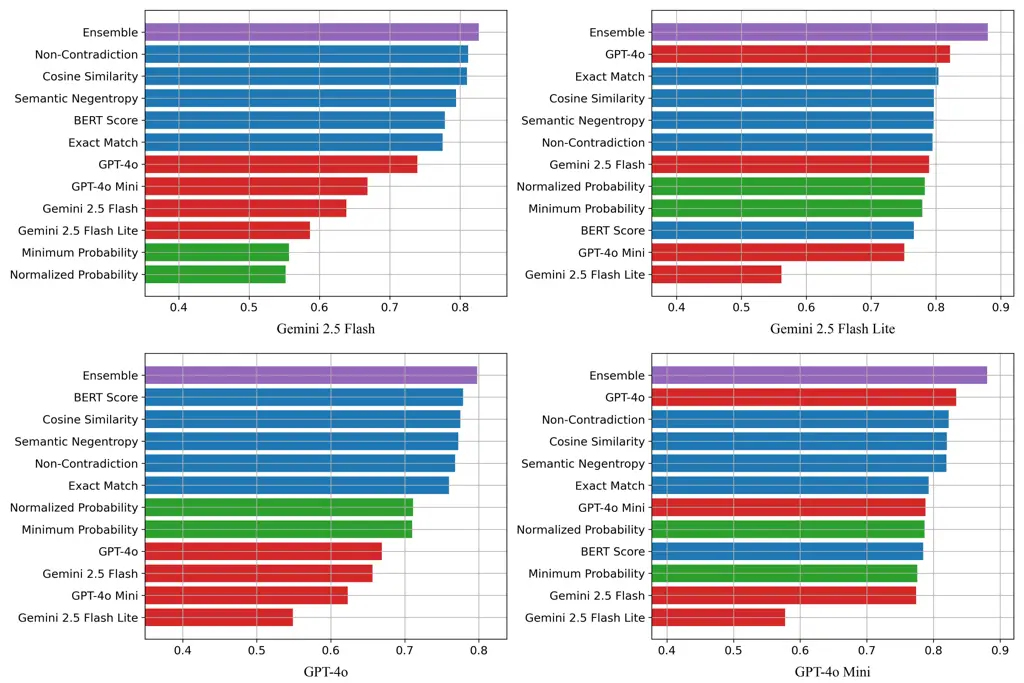 Ensemble
Non-Contradiction
Cosine Similarity
Semantic Negentropy
BERT Score
Exact Match
GPT-4o
GPT-4o Mini
Gemini 2.5 Flash
Gemini 2.5 Flash Lite
Minimum Probability
Normalized Probability
0.4 0.5 0.6 0.7 0.8
Gemini 2.5 Flash
Ensemble
GPT-4o
Exact Match
Cosine Similarity
Semantic Negentropy
Non-Contradiction
Gemini 2.5 Flash
Normalized Probability
Minimum Probability
BERT Score
GPT-4o Mini
Gemini 2.5 Flash Lite
0.4 0.5 0.6 0.7 0.8 0.9
Gemini 2.5 Flash Lite
Ensemble
BERT Score
Cosine Similarity
Semantic Negentropy
Non-Contradiction
Exact Match
Normalized Probability
Minimum Probability
GPT-4o
Gemini 2.5 Flash
GPT-4o Mini
Gemini 2.5 Flash Lite
0.4 0.5 0.6 0.7 0.8
GPT-4o
Ensemble
GPT-4o
Non-Contradiction
Cosine Similarity
Semantic Negentropy
Exact Match
GPT-4o Mini
Normalized Probability
BERT Score
Minimum Probability
Gemini 2.5 Flash
Gemini 2.5 Flash Lite
0.4 0.5 0.6 0.7 0.8 0.9
GPT-4o Mini